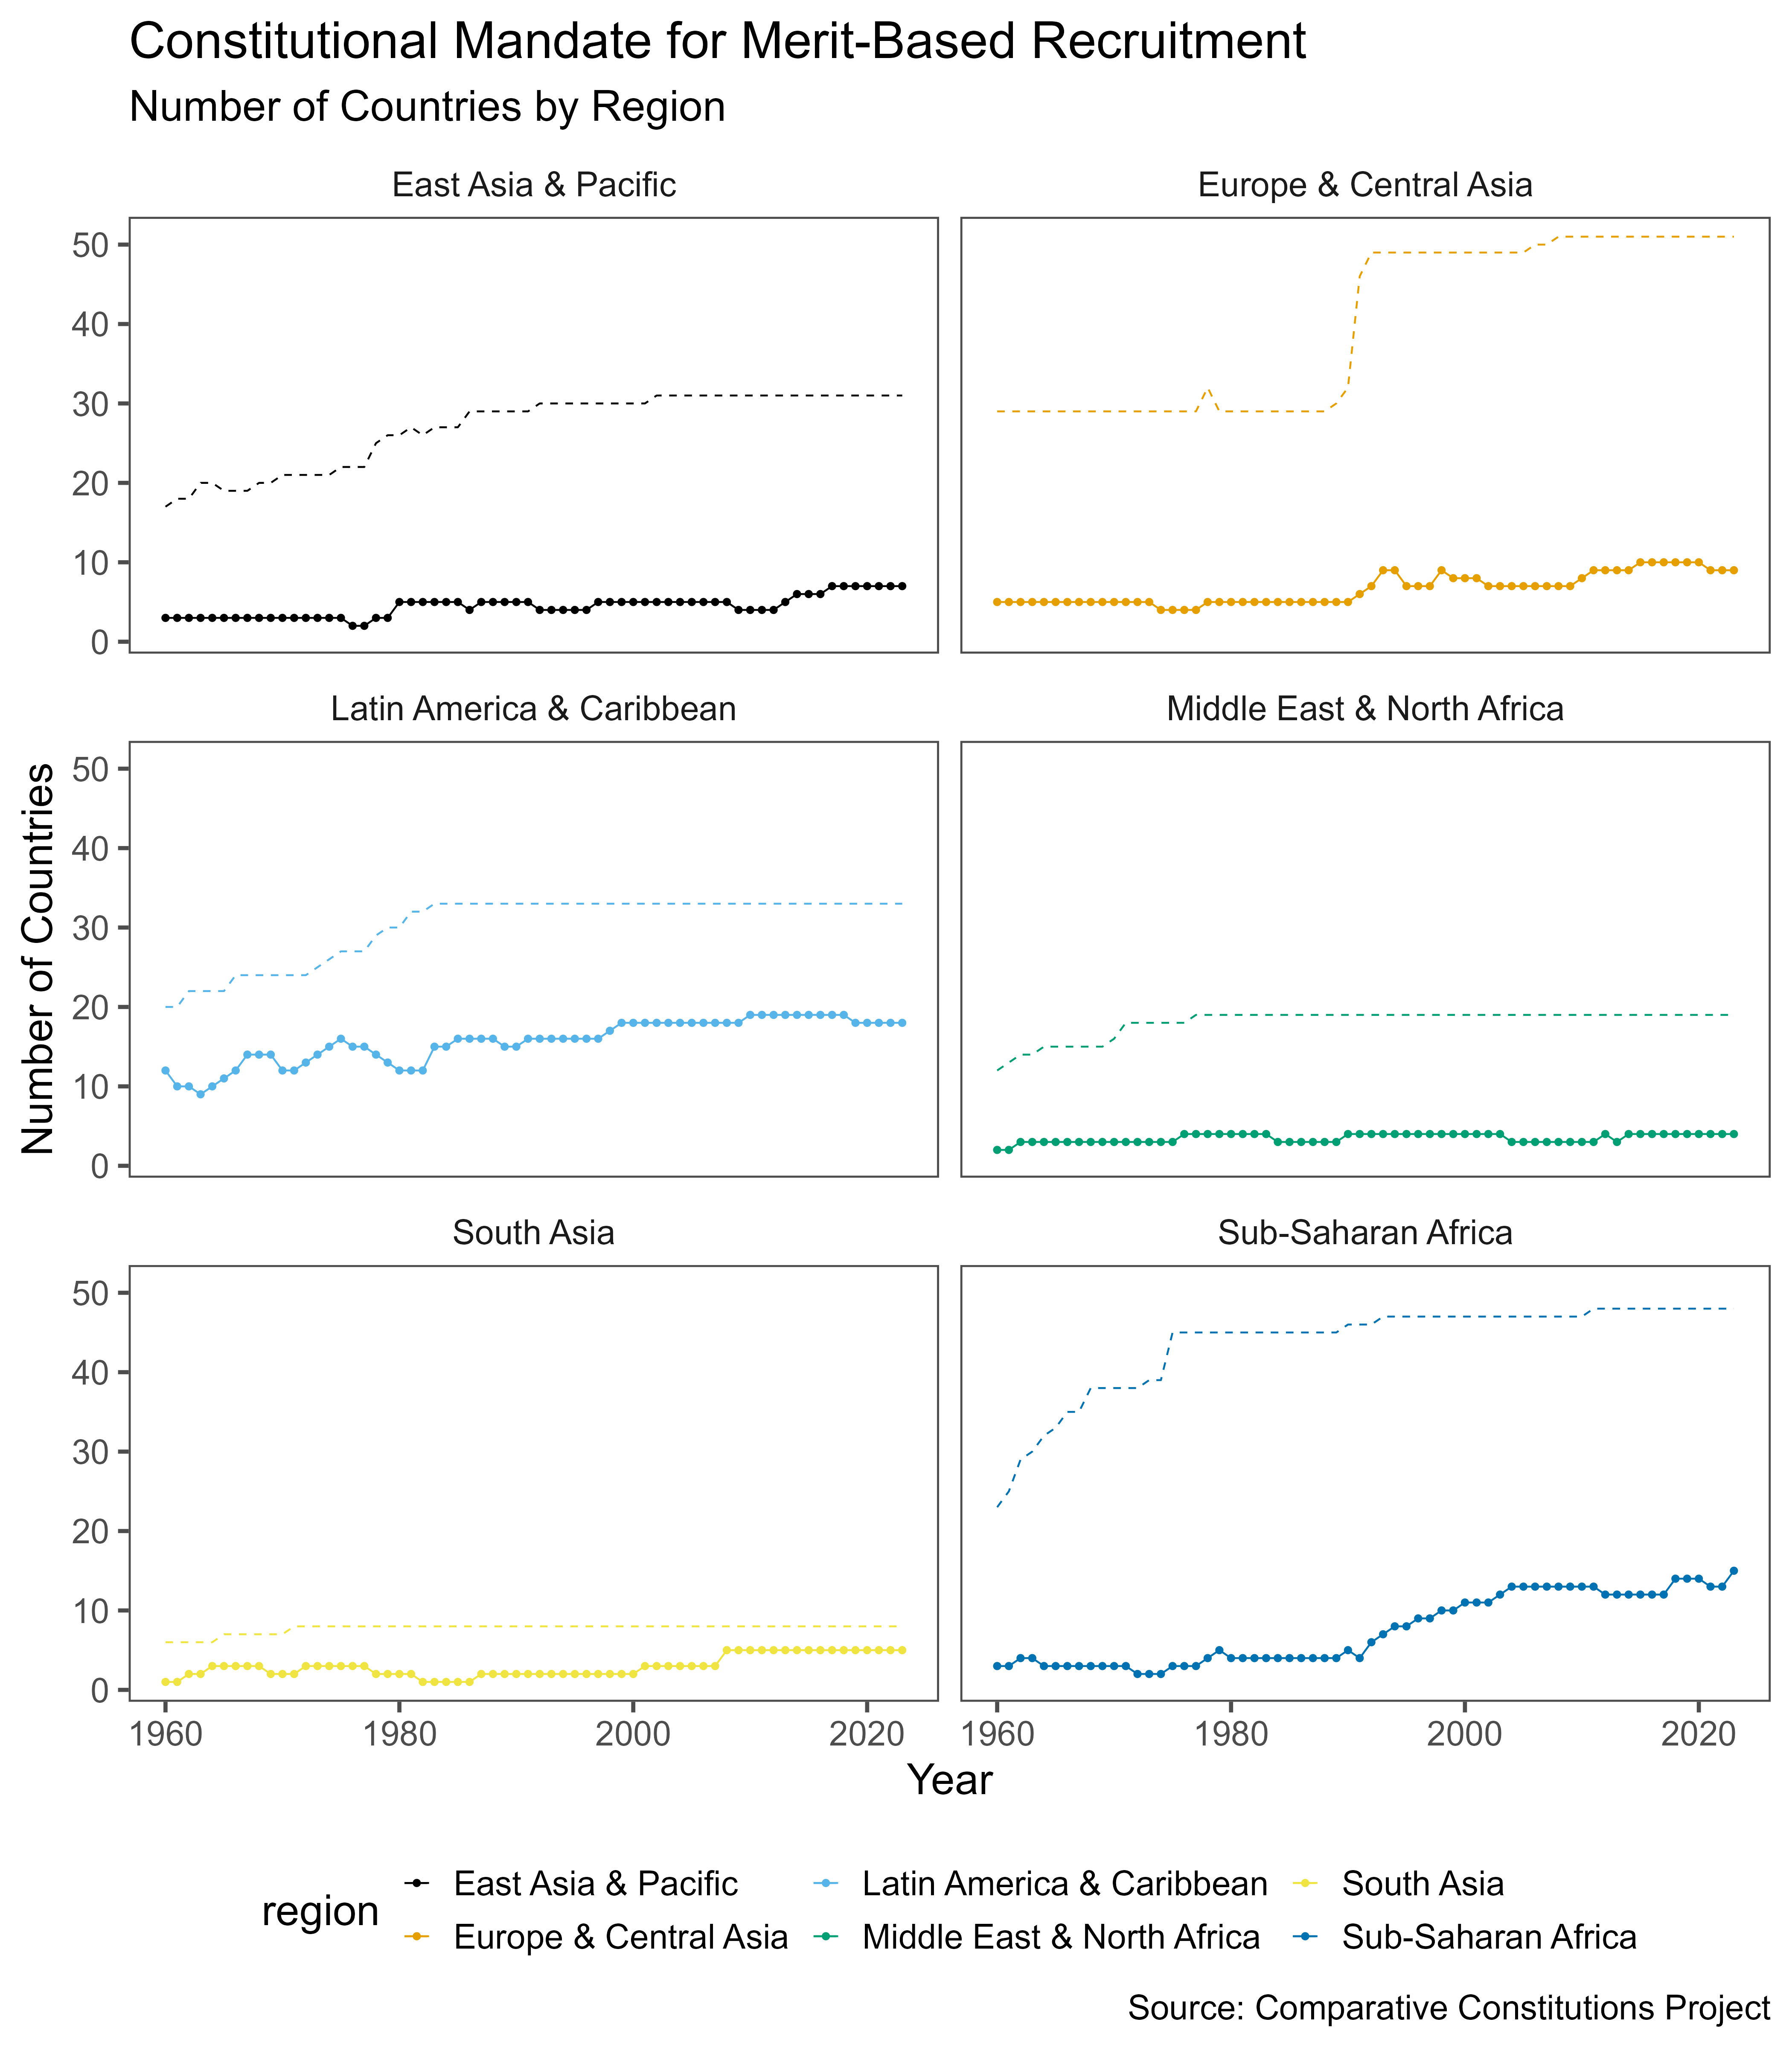 Constitutional Mandate for Merit-Based Recruitment
Number of Countries by Region
East Asia & Pacific
Europe & Central Asia
50
40
30
20
10
0
Latin America & Caribbean
Middle East & North Africa
Number of Countries
50
40
30
20
10
0
South Asia
Sub-Saharan Africa
50
40
30
20
10
0
1960 1980 2000 2020 1960 1980 2000 2020
Year
region
East Asia & Pacific Latin America & Caribbean South Asia
Europe & Central Asia Middle East & North Africa Sub-Saharan Africa
Source: Comparative Constitutions Project